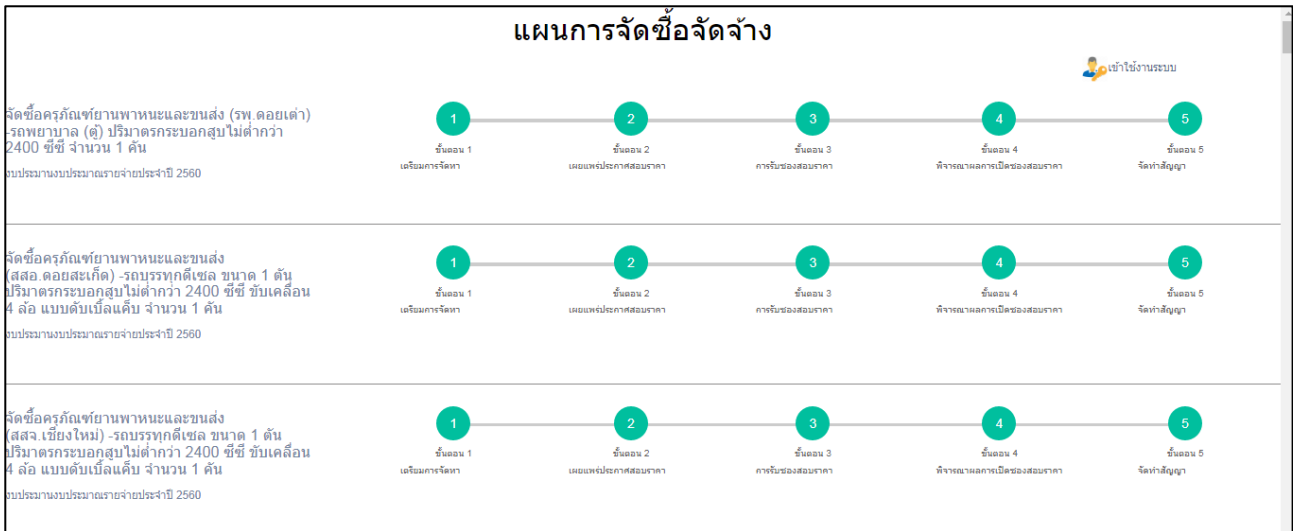 แผนการจัดซื้อจัดจ้าง
เข้าใช้งานระบบ
จัดซื้อครุภัณฑ์ยานพาหนะและขนส่ง (รพ.ดอยเต่า)
-รถพยาบาล (ตู้) ปริมาตรกระบอกสูบไม่ต่ำกว่า
2400 ซีซี จำนวน 1 คัน
งบประมานงบประมาณรายจ่ายประจำปี 2560
1 2 3 4 5
ขั้นตอน 1 ขั้นตอน 2 ขั้นตอน 3 ขั้นตอน 4 ขั้นตอน 5
เตรียมการจัดหา เผยแพร่ประกาศสอบราคา การรับซองสอบราคา พิจารณาผลการเปิดซองสอบราคา จัดทำสัญญา
จัดซื้อครุภัณฑ์ยานพาหนะและขนส่ง
(สสอ.ดอยสะเก็ด) -รถบรรทุกดีเซล ขนาด 1 ตัน
ปริมาตรกระบอกสูบไม่ต่ำกว่า 2400 ซีซี ขับเคลื่อน
4 ล้อ แบบดับเบิ้ลแค็บ จำนวน 1 คัน
งบประมานงบประมาณรายจ่ายประจำปี 2560
1 2 3 4 5
ขั้นตอน 1 ขั้นตอน 2 ขั้นตอน 3 ขั้นตอน 4 ขั้นตอน 5
เตรียมการจัดหา เผยแพร่ประกาศสอบราคา การรับซองสอบราคา พิจารณาผลการเปิดซองสอบราคา จัดทำสัญญา
จัดซื้อครุภัณฑ์ยานพาหนะและขนส่ง
(สสจ.เชียงใหม่) -รถบรรทุกดีเซล ขนาด 1 ตัน
ปริมาตรกระบอกสูบไม่ต่ำกว่า 2400 ซีซี ขับเคลื่อน
4 ล้อ แบบดับเบิ้ลแค็บ จำนวน 1 คัน
งบประมานงบประมาณรายจ่ายประจำปี 2560
1 2 3 4 5
ขั้นตอน 1 ขั้นตอน 2 ขั้นตอน 3 ขั้นตอน 4 ขั้นตอน 5
เตรียมการจัดหา เผยแพร่ประกาศสอบราคา การรับซองสอบราคา พิจารณาผลการเปิดซองสอบราคา จัดทำสัญญา